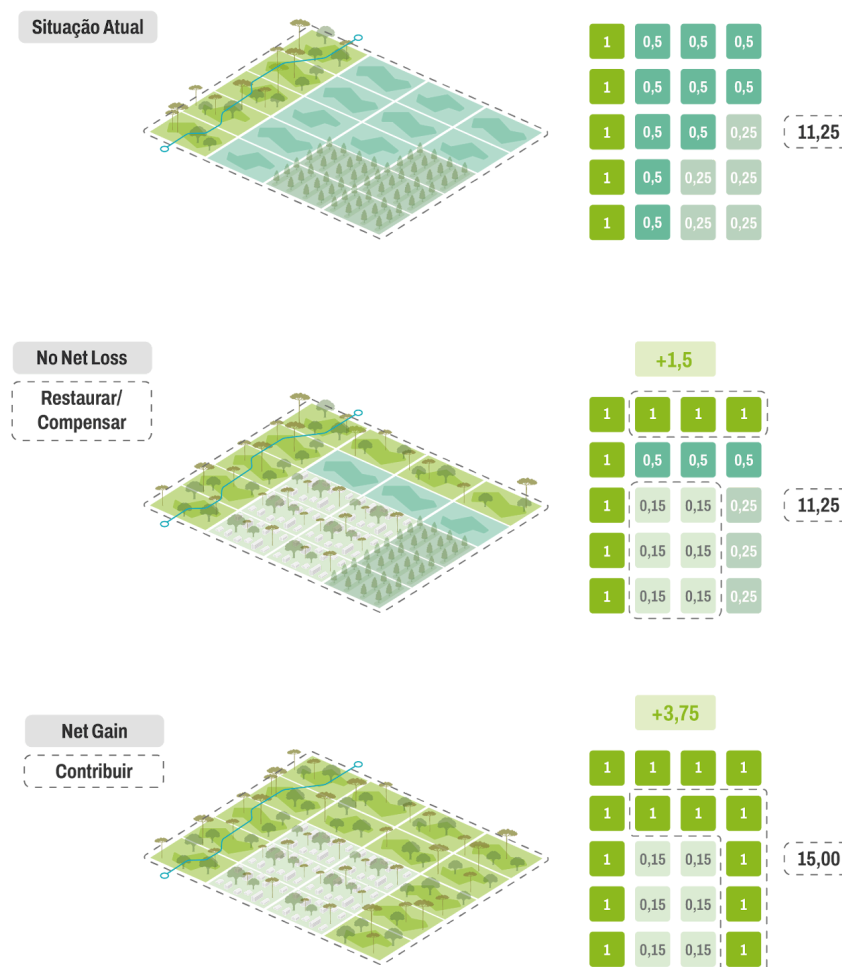 Situação Atual
1 0,5 0,5 0,5
1 0,5 0,5 0,5
1 0,5 0,5 0,25
11,25
1 0,5 0,25 0,25
1 0,5 0,25 0,25
No Net Loss
Restaurar/
Compensar
+1,5
1 1 1 1
1 0,5 0,5 0,5
1 0,15 0,15 0,25
11,25
1 0,15 0,15 0,25
1 0,15 0,15 0,25
Net Gain
Contribuir
+3,75
1 1 1 1
1 1 1 1
1 0,15 0,15 1
15,00
1 0,15 0,15 1
1 0,15 0,15 1